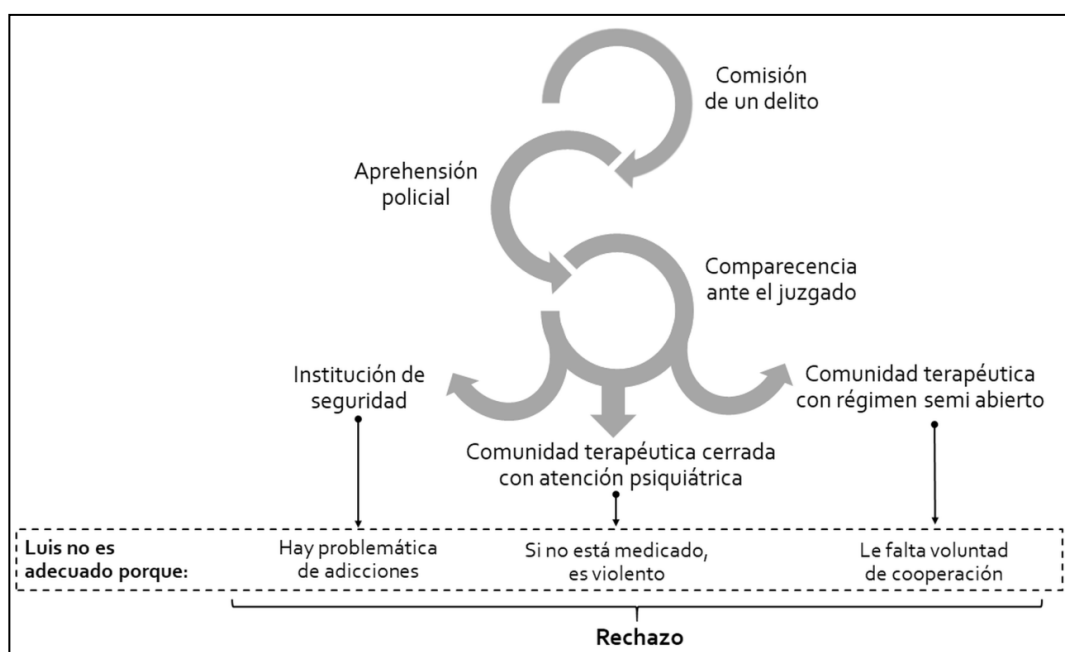 Comisión
de un delito
Aprehensión
policial
Comparecencia
ante el juzgado
Institución de
seguridad
Comunidad terapéutica cerrada
con atención psiquiátrica
Comunidad terapéutica
con régimen semi abierto
Luis no es
adecuado porque:
Hay problemática
de adicciones
Si no está medicado,
es violento
Le falta voluntad
de cooperación
Rechazo